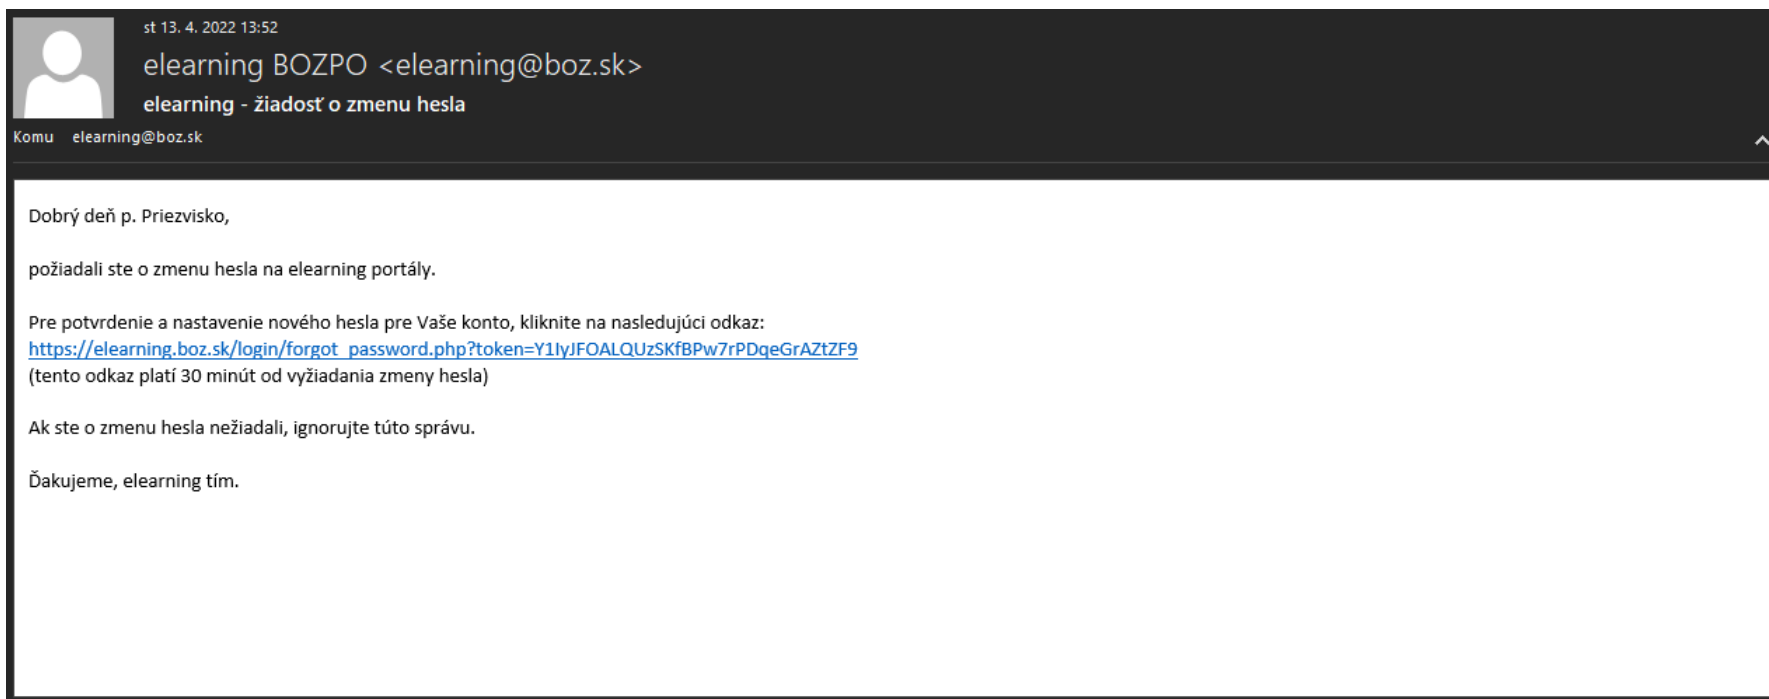 st 13. 4. 2022 13:52
elearning BOZPO <elearning@boz.sk>
elearning - žiadosť o zmenu hesla
Komu elearning@boz.sk
Dobrý deň p. Priezvisko,
požiadali ste o zmenu hesla na elearning portály.
Pre potvrdenie a nastavenie nového hesla pre Vaše konto, kliknite na nasledujúci odkaz:
https://elearning.boz.sk/login/forgot_password.php?token=Y1IyJFOALQUzSKfBPw7rPDqeGrAZtZF9
(tento odkaz platí 30 minút od vyžiadania zmeny hesla)
Ak ste o zmenu hesla nežiadali, ignorujte túto správu.
Ďakujeme, elearning tím.